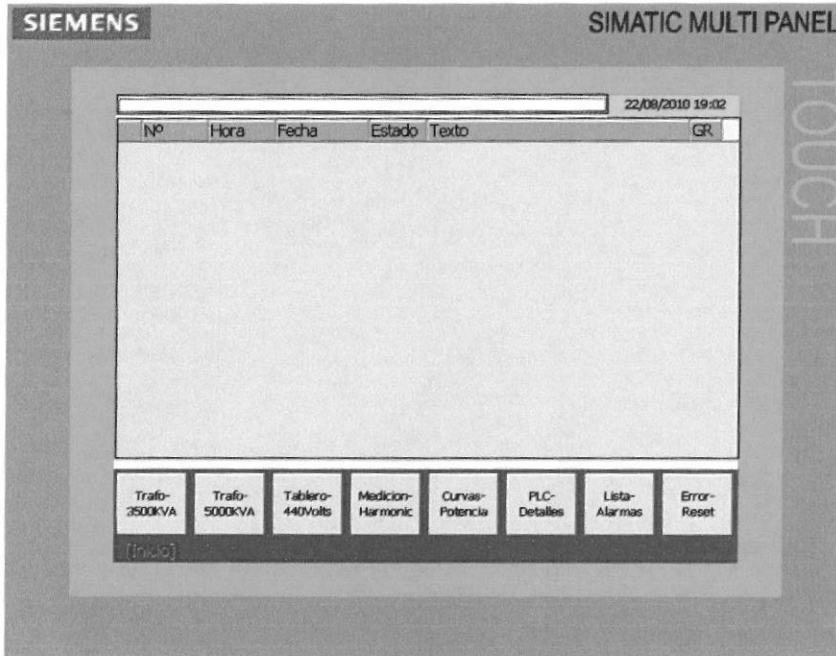 SIEMENS
SIMATIC MULTI PANEL
TOUCH
22/08/2010 19:02
Nº Hora Fecha Estado Texto GR
Trafo- Trafo- Tablero- Medicion- Curvas- PLC- Lista- Error-
3500KVA 5000KVA 440Volts Harmonic Potencia Detalles Alarmas Reset
[Inicio]